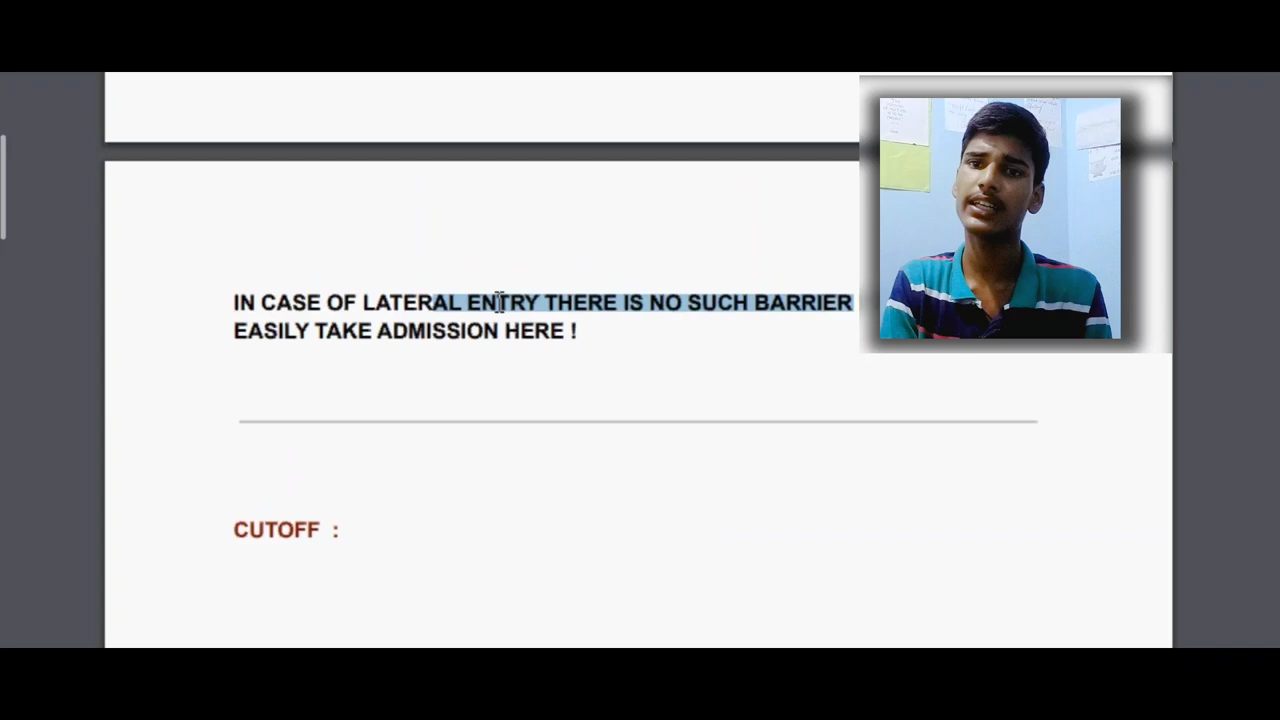 IN CASE OF LATERAL ENTRY THERE IS NO SUCH BARRIER
EASILY TAKE ADMISSION HERE !
CUTOFF :